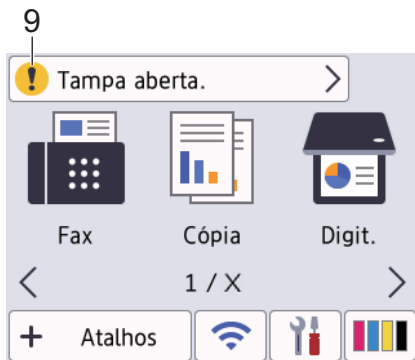 9
! Tampa aberta. >
Fax Cópia Digit.
< 1 / X >
+ Atalhos